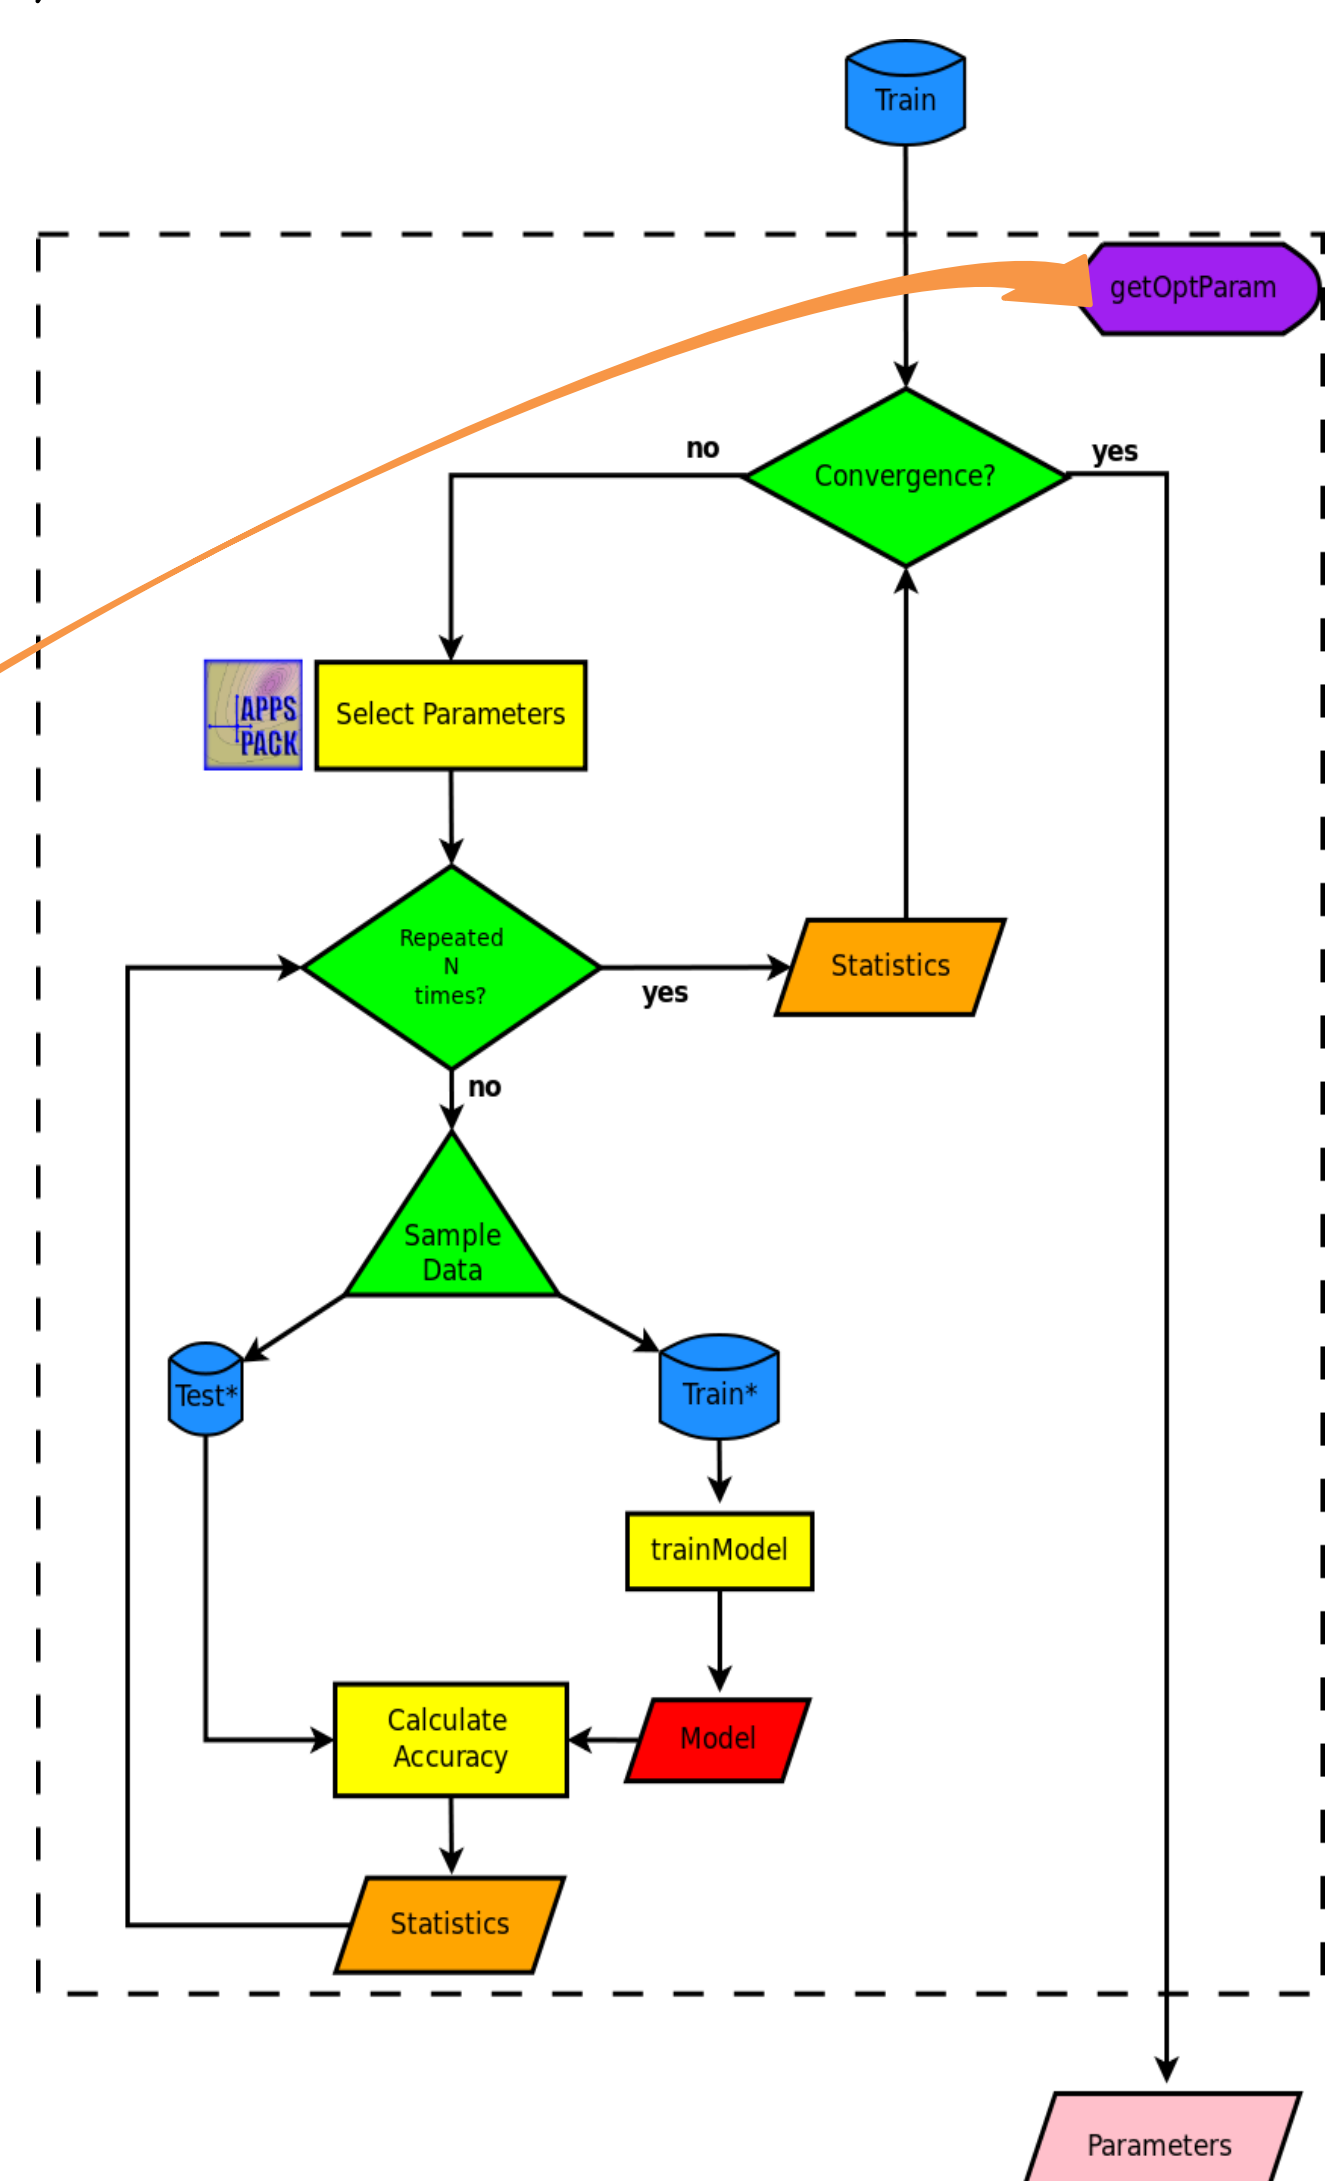 Train
getOptParam
Convergence?
no
yes
APPS
PACK
Select Parameters
Repeated
N
times?
yes
Statistics
no
Sample
Data
Test*
Train*
trainModel
Calculate
Accuracy
Model
Statistics
Parameters